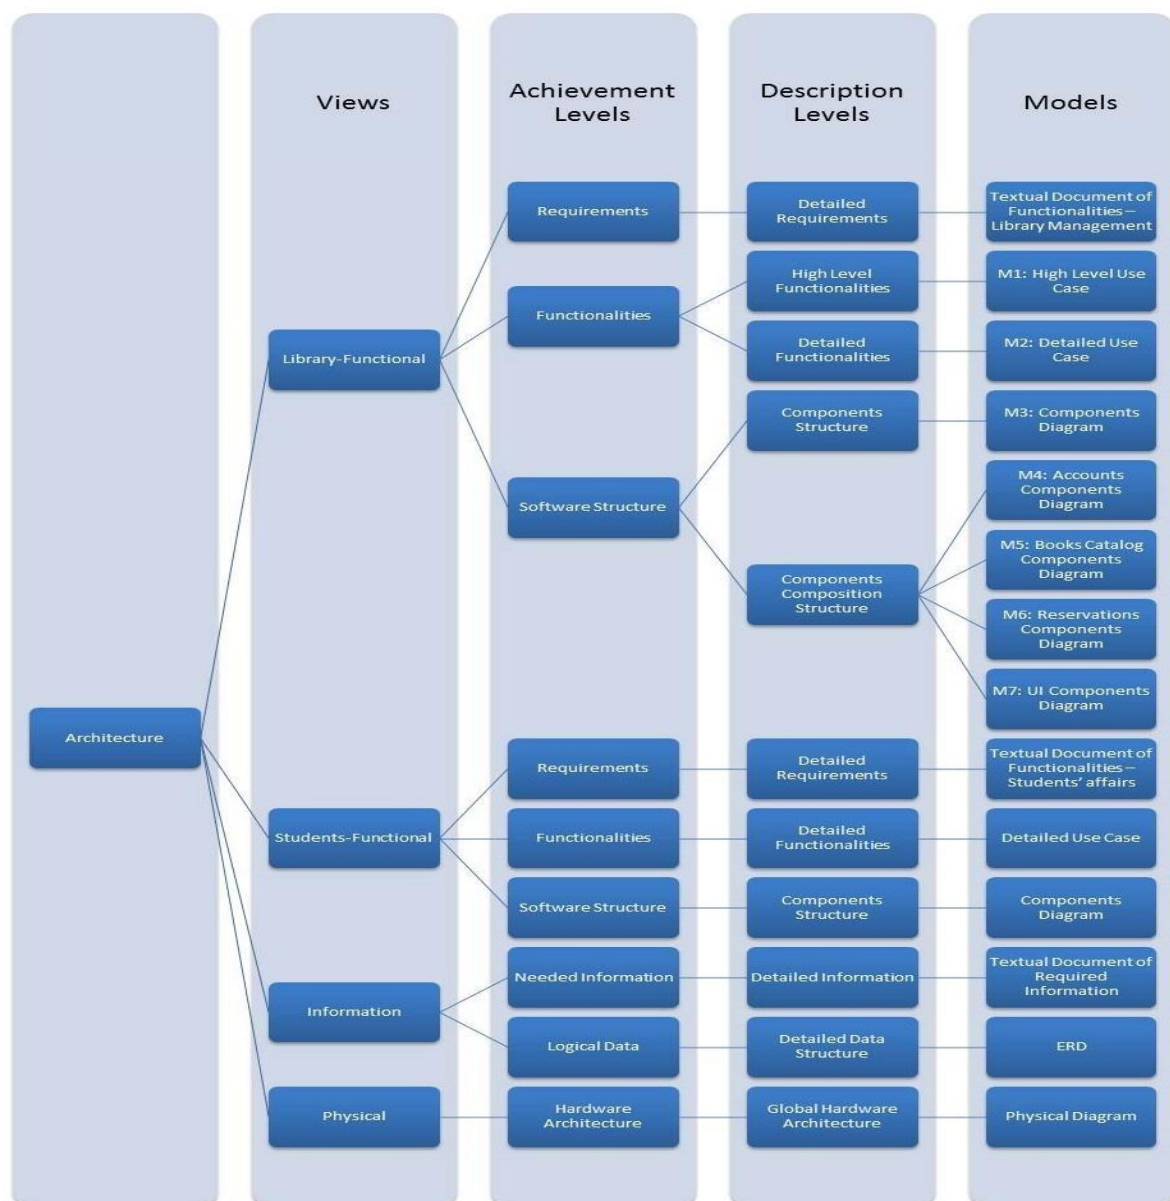 Views
Achievement
Levels
Description
Levels
Models
Requirements
Detailed
Requirements
Textual Document of
Functionalities –
Library Management
Functionalities
High Level
Functionalities
M1: High Level Use
Case
Library-Functional
Detailed
Functionalities
M2: Detailed Use
Case
Components
Structure
M3: Components
Diagram
Software Structure
M4: Accounts
Components
Diagram
Components
Composition
Structure
M5: Books Catalog
Components
Diagram
M6: Reservations
Components
Diagram
M7: UI Components
Diagram
Architecture
Requirements
Detailed
Requirements
Textual Document of
Functionalities –
Students’ affairs
Students-Functional
Functionalities
Detailed
Functionalities
Detailed Use Case
Software Structure
Components
Structure
Components
Diagram
Information
Needed Information
Detailed Information
Textual Document of
Required
Information
Logical Data
Detailed Data
Structure
ERD
Physical
Hardware
Architecture
Global Hardware
Architecture
Physical Diagram